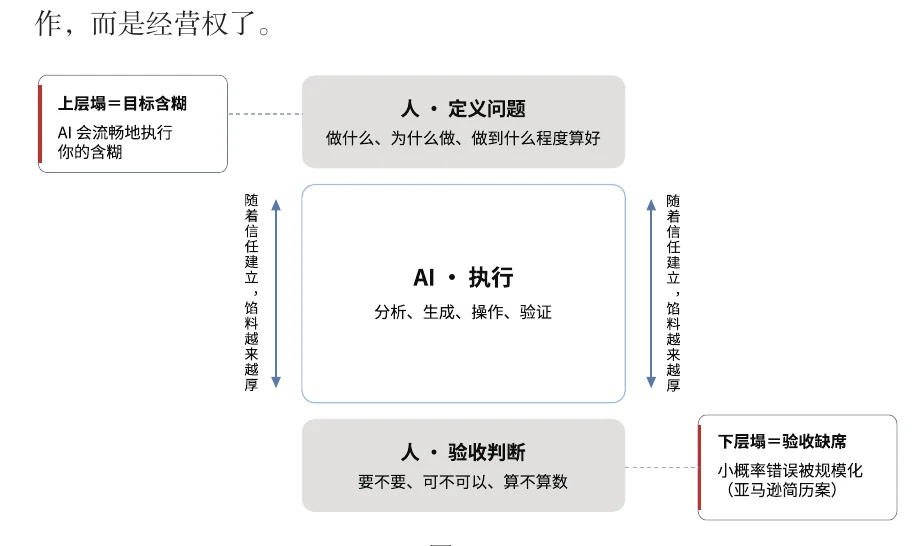 作，而是经营权了。
上层塌＝目标含糊
AI 会流畅地执行
你的含糊
人 · 定义问题
做什么、为什么做、做到什么程度算好
随着信任建立，馅料越来越厚
AI · 执行
分析、生成、操作、验证
随着信任建立，馅料越来越厚
人 · 验收判断
要不要、可不可以、算不算数
下层塌＝验收缺席
小概率错误被规模化
（亚马逊简历案）